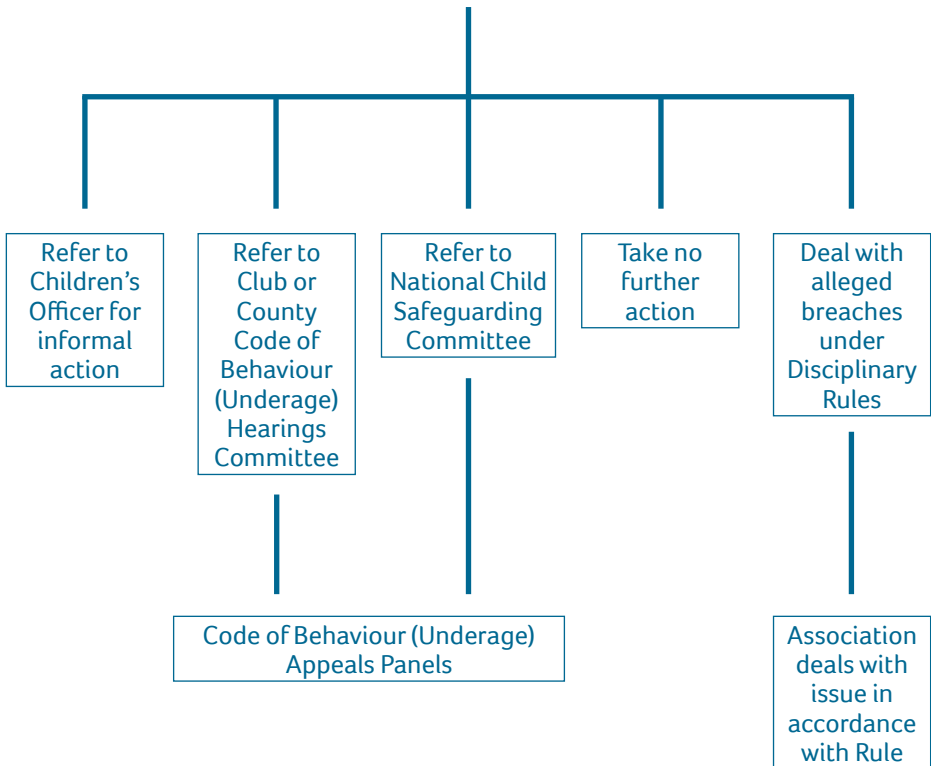 Refer to
Children’s
Officer for
informal
action
Refer to
Club or
County
Code of
Behaviour
(Underage)
Hearings
Committee
Refer to
National Child
Safeguarding
Committee
Take no
further
action
Deal with
alleged
breaches
under
Disciplinary
Rules
Code of Behaviour (Underage)
Appeals Panels
Association
deals with
issue in
accordance
with Rule